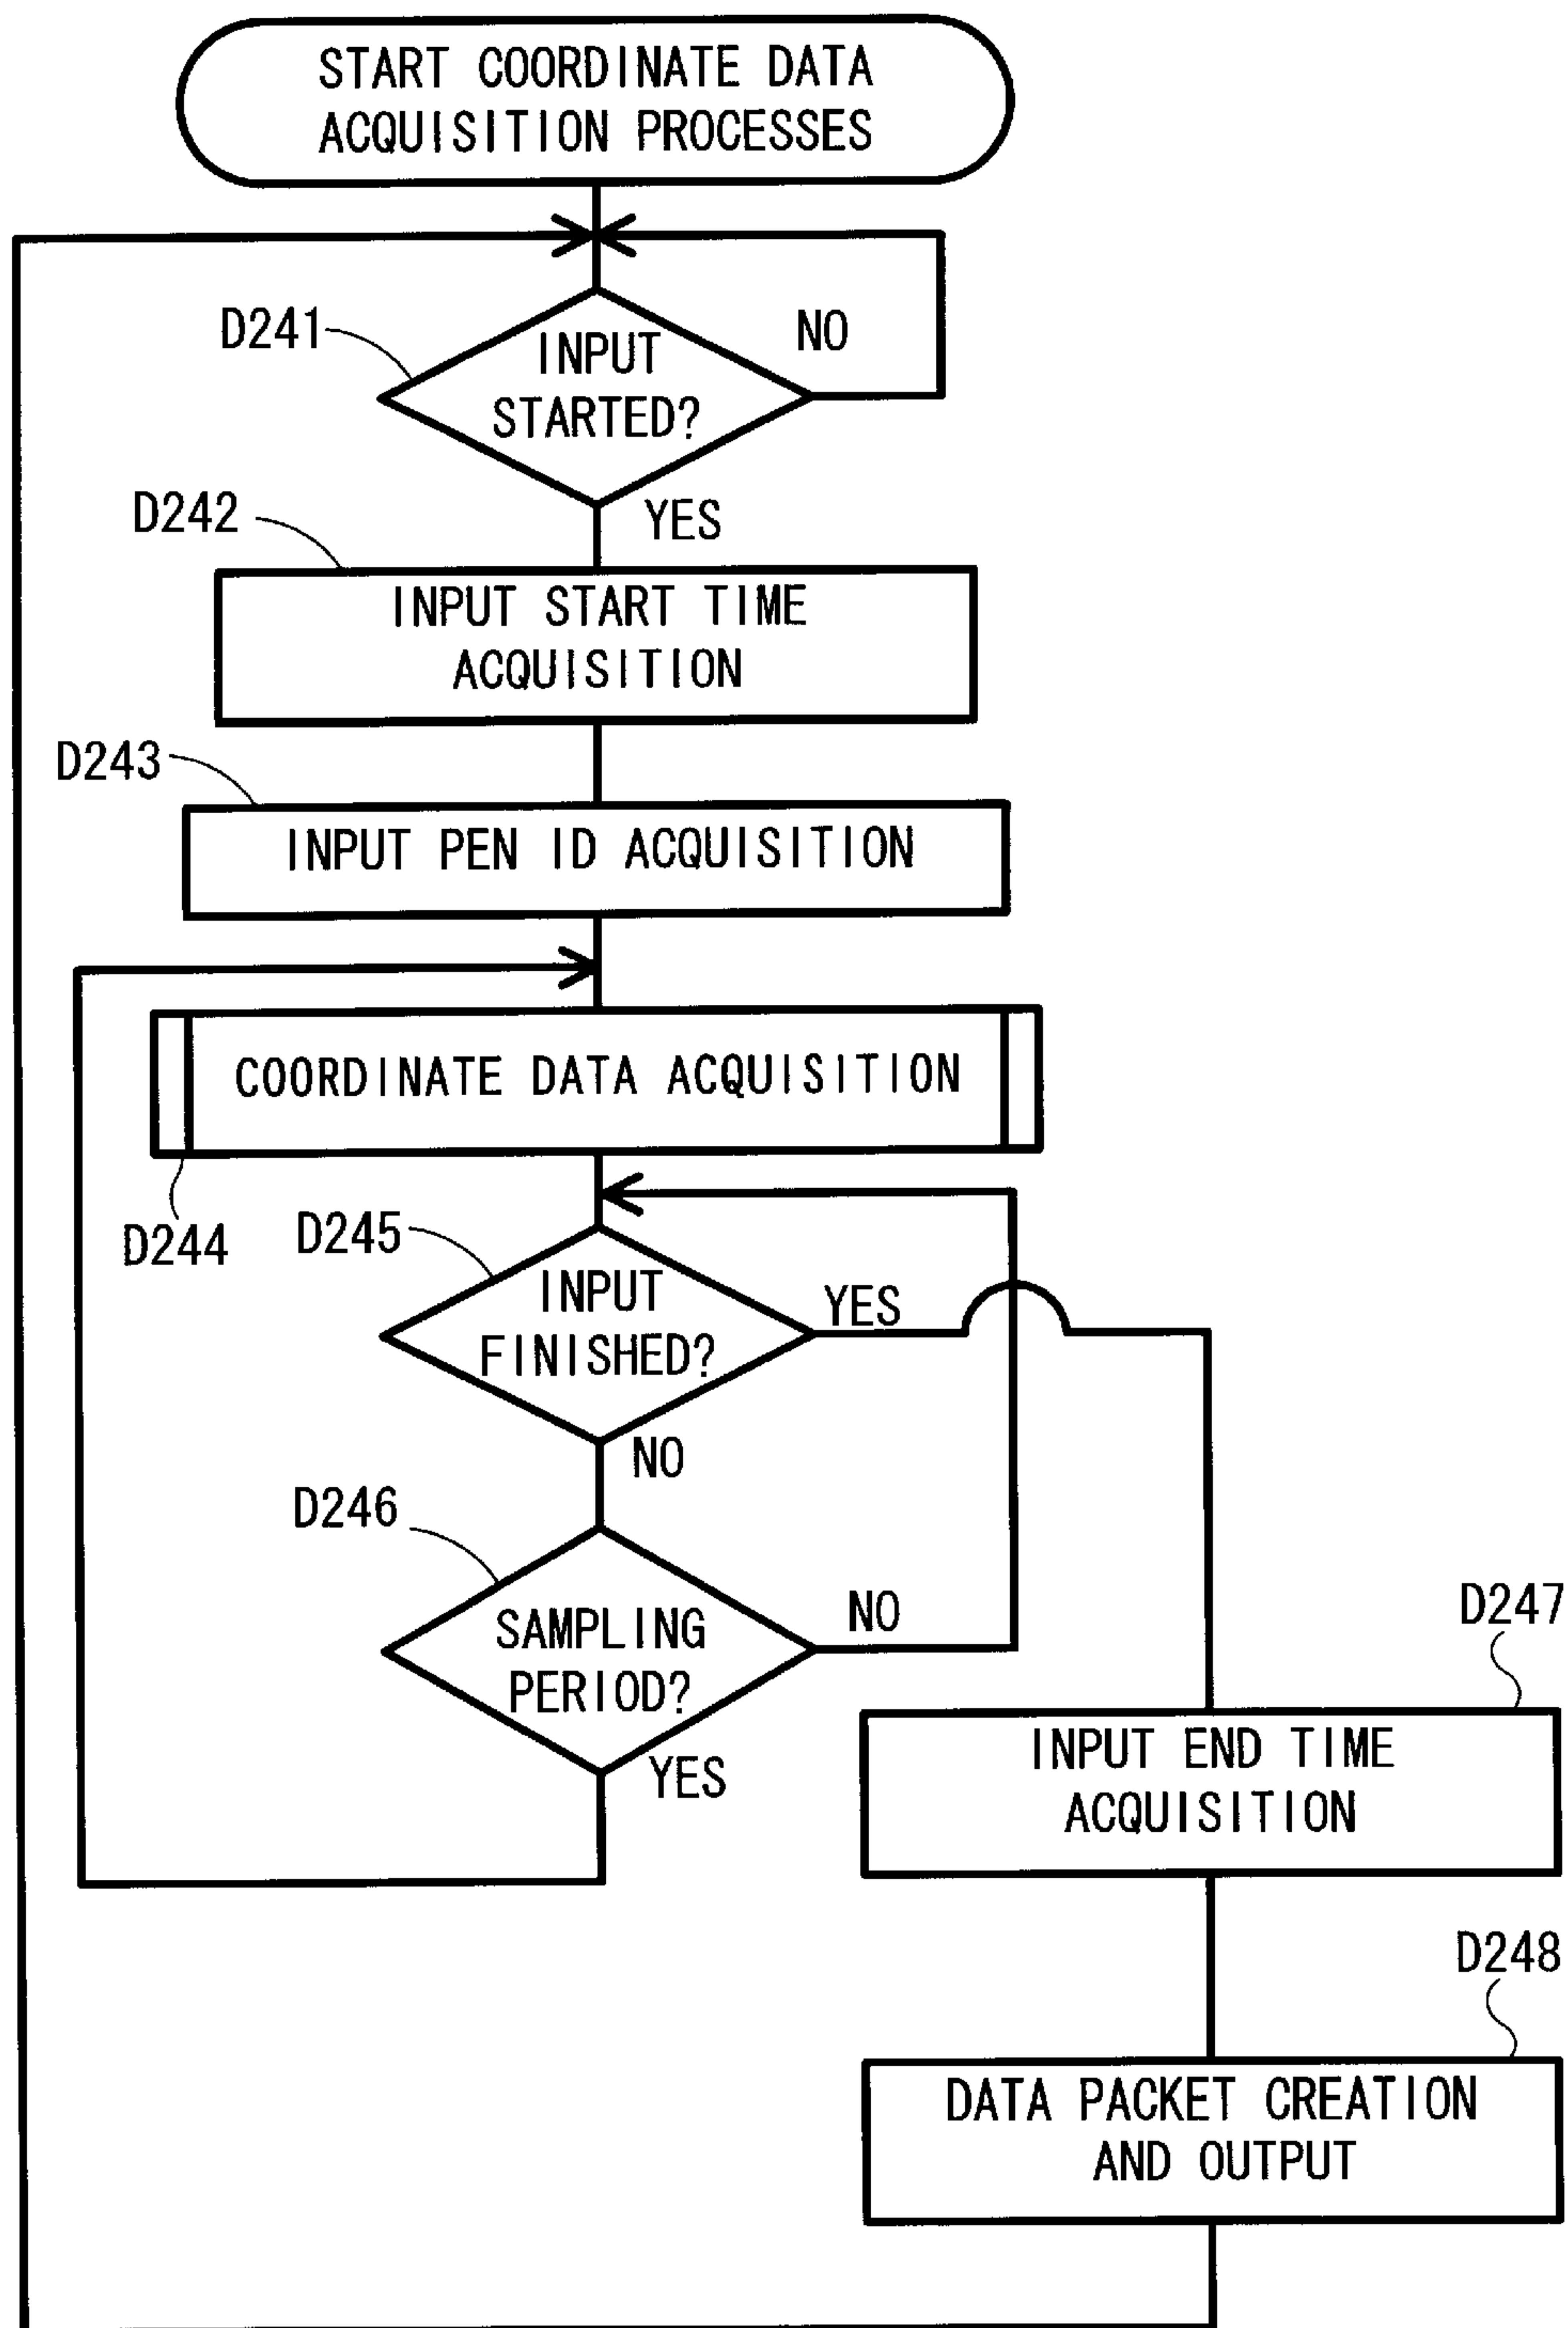 START COORDINATE DATA
ACQUISITION PROCESSES
D241
INPUT
STARTED?
NO
YES
D242
INPUT START TIME
ACQUISITION
D243
INPUT PEN ID ACQUISITION
COORDINATE DATA ACQUISITION
D244
D245
INPUT
FINISHED?
YES
NO
D246
SAMPLING
PERIOD?
NO
YES
D247
INPUT END TIME
ACQUISITION
D248
DATA PACKET CREATION
AND OUTPUT